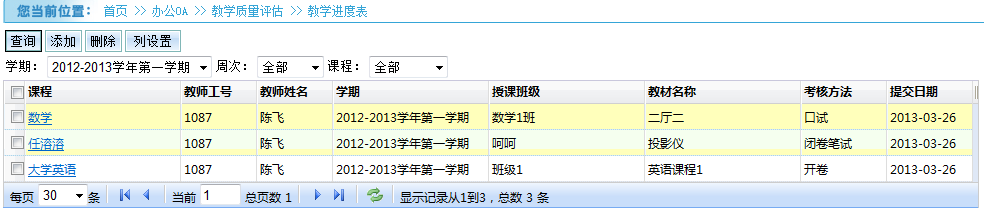 您当前位置： 首页 >> 办公OA >> 教学质量评估 >> 教学进度表
查询 添加 删除 列设置
学期： 2012-2013学年第一学期 周次： 全部 课程： 全部
课程 教师工号 教师姓名 学期 授课班级 教材名称 考核方法 提交日期
数学 1087 陈飞 2012-2013学年第一学期 数学1班 二厅二 口试 2013-03-26
任溶溶 1087 陈飞 2012-2013学年第一学期 呵呵 投影仪 闭卷笔试 2013-03-26
大学英语 1087 陈飞 2012-2013学年第一学期 班级1 英语课程1 开卷 2013-03-26
每页 30 条 当前 1 总页数 1 显示记录从1到3，总数 3 条